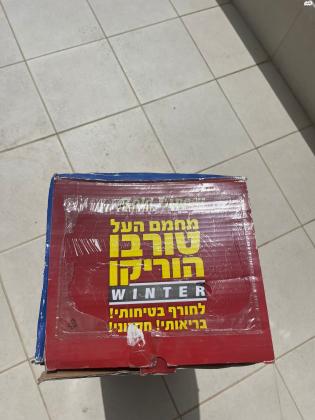 מחמם העל
טורבו
הוריקן
WINTER
לחורף בטיחותי!
בריאותי! חסכוני!